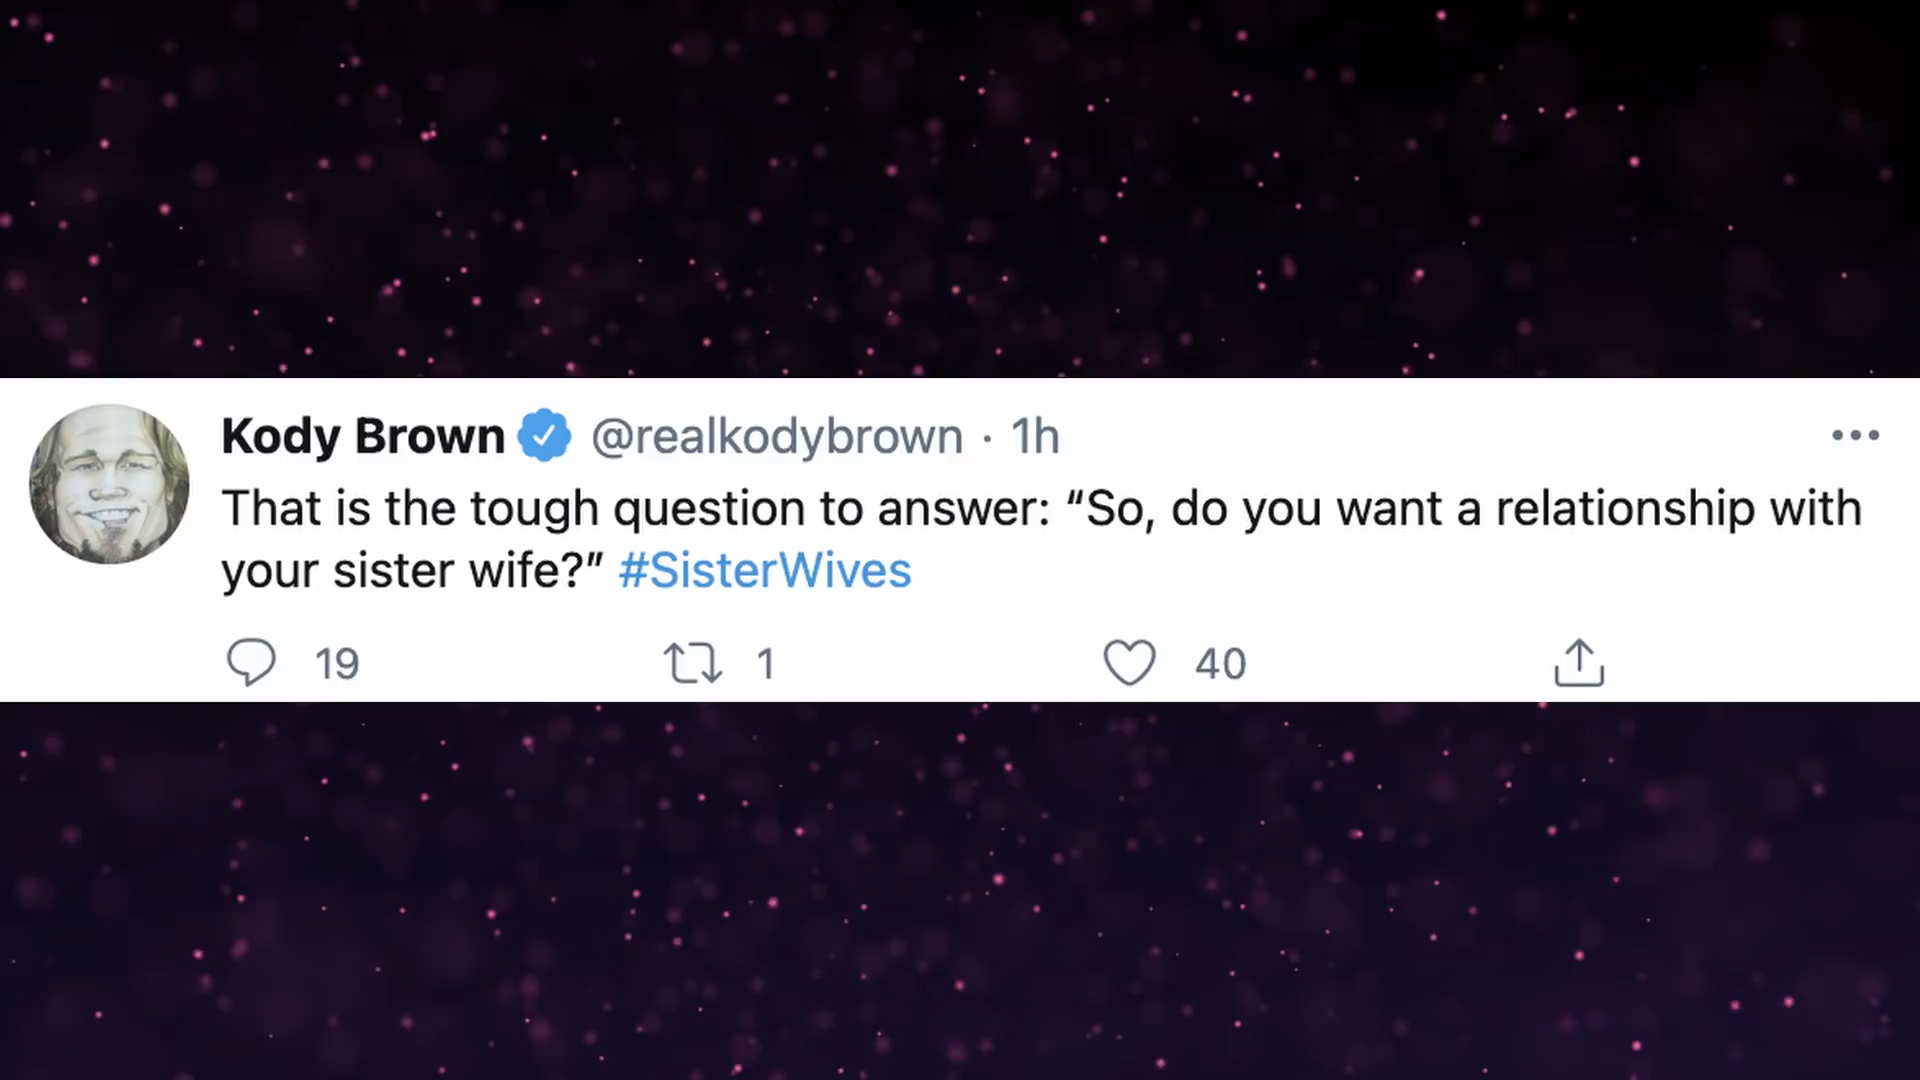 Kody Brown @realkodybrown · 1h
That is the tough question to answer: “So, do you want a relationship with
your sister wife?” #SisterWives
19 1 40